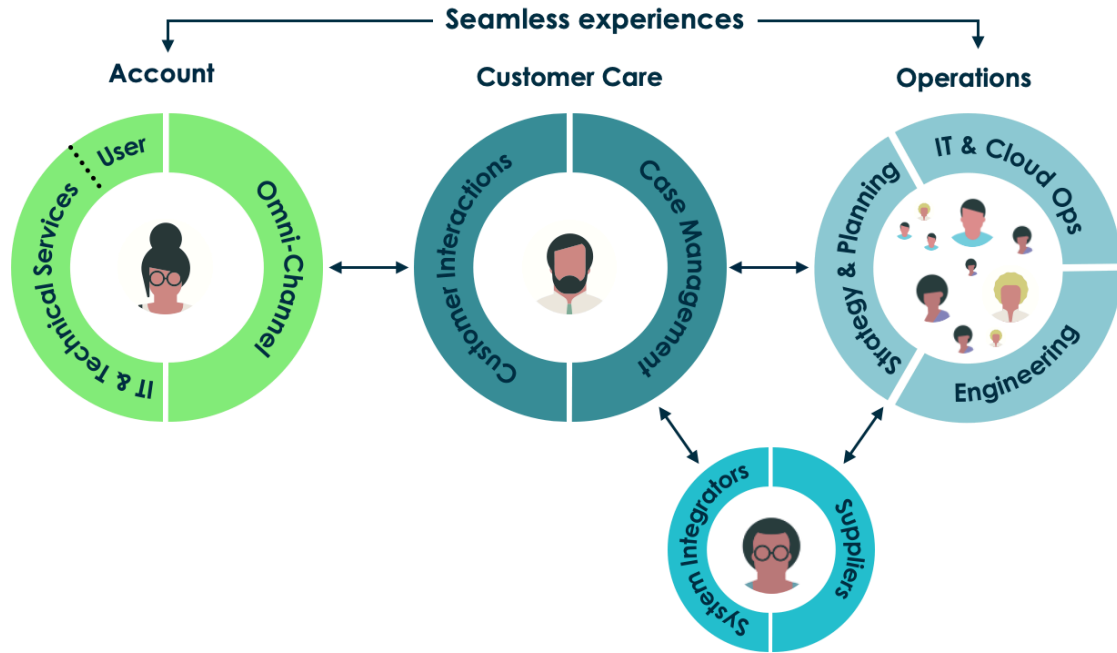 Seamless experiences
Account
Customer Care
Operations
User
IT & Technical Services
Omni-Channel
Customer Interactions
Case Management
Strategy & Planning
IT & Cloud Ops
Engineering
System Integrators
Suppliers